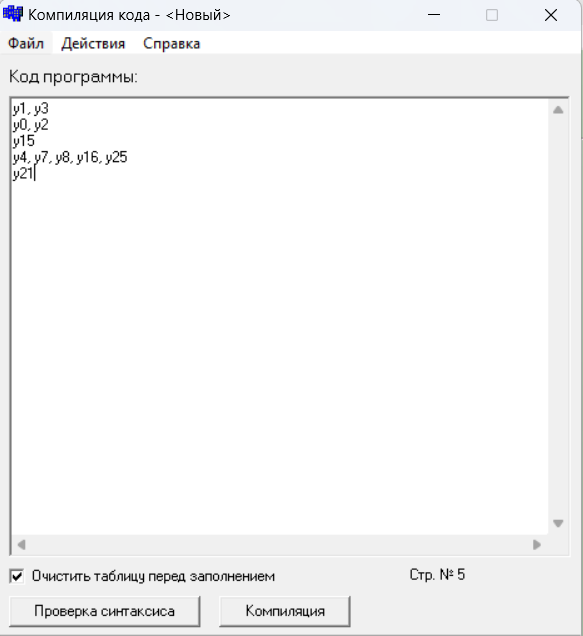 Компиляция кода - <Новый>
Файл Действия Справка
Код программы:
y1, y3
y0, y2
y15
y4, y7, y8, y16, y25
y21
Очистить таблицу перед заполнением
Стр. № 5
Проверка синтаксиса
Компиляция